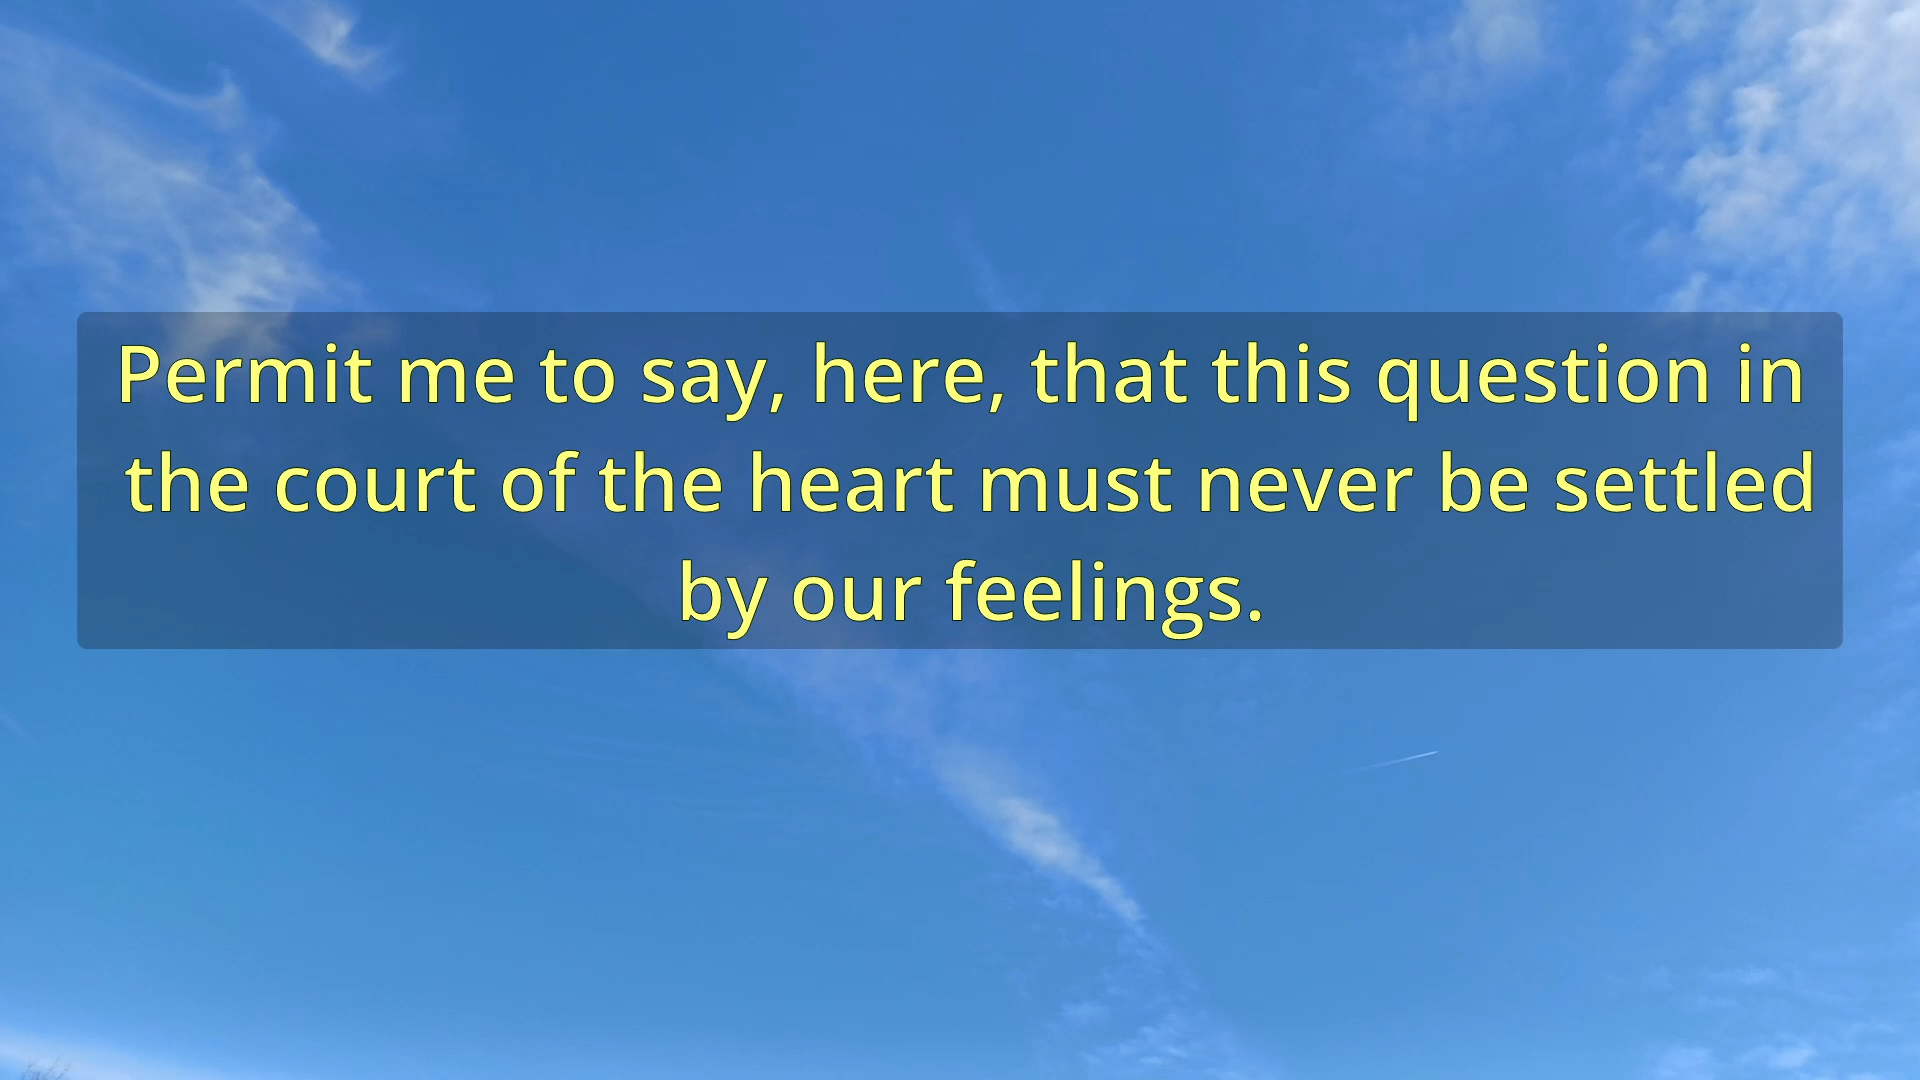 Permit me to say, here, that this question in
the court of the heart must never be settled
by our feelings.